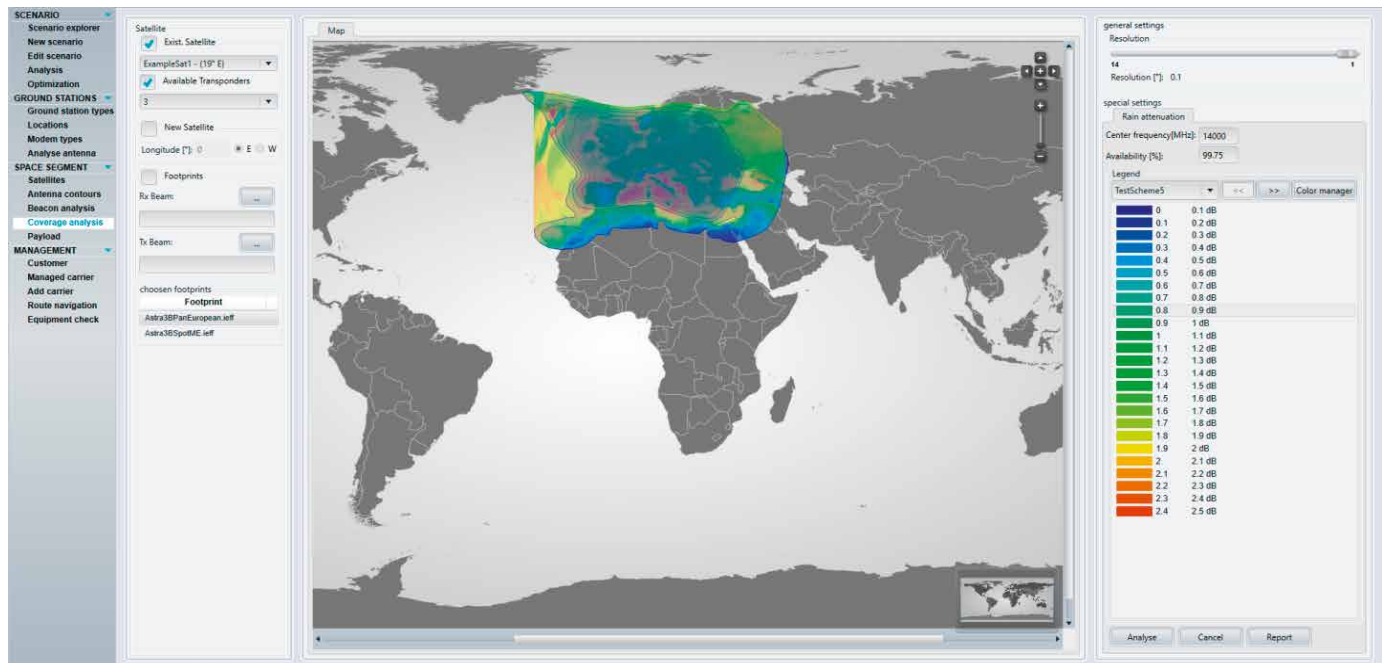 SCENARIO
Scenario explorer
New scenario
Edit scenario
Analysis
Optimization
GROUND STATIONS
Ground station types
Locations
Modem types
Analyse antenna
SPACE SEGMENT
Satellites
Antenna contours
Beacon analysis
Coverage analysis
Payload
MANAGEMENT
Customer
Managed carrier
Add carrier
Route navigation
Equipment check
Satellite
Exist. Satellite
ExampleSat1 - (19° E)
Available Transponders
3
New Satellite
Longitude [°]: 0 E W
Footprints
Rx Beam: ...
Tx Beam: ...
choosen footprints
Footprint
Astra3BPanEuropean.ieff
Astra3BSpotME.ieff
Map
general settings
Resolution
14 1
Resolution [°]: 0.1
special settings
Rain attenuation
Center frequency[MHz]: 14000
Availability [%]: 99.75
Legend
TestScheme5 << >> Color manager
0 0.1 dB
0.1 0.2 dB
0.2 0.3 dB
0.3 0.4 dB
0.4 0.5 dB
0.5 0.6 dB
0.6 0.7 dB
0.7 0.8 dB
0.8 0.9 dB
0.9 1 dB
1 1.1 dB
1.1 1.2 dB
1.2 1.3 dB
1.3 1.4 dB
1.4 1.5 dB
1.5 1.6 dB
1.6 1.7 dB
1.7 1.8 dB
1.8 1.9 dB
1.9 2 dB
2 2.1 dB
2.1 2.2 dB
2.2 2.3 dB
2.3 2.4 dB
2.4 2.5 dB
Analyse Cancel Report